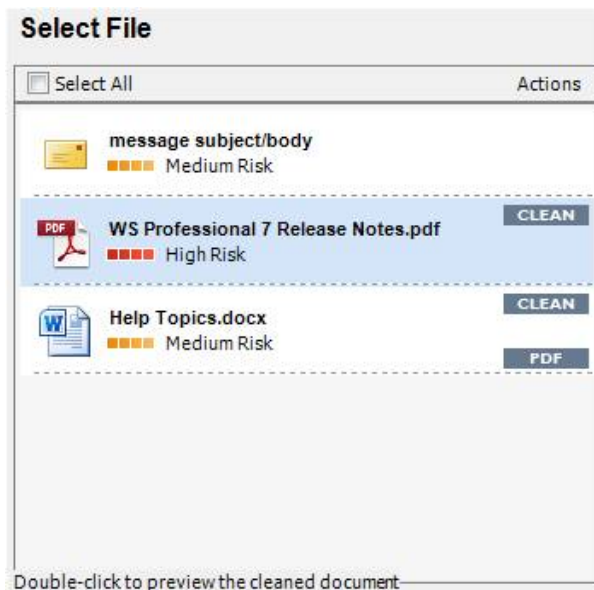 Select File
Select All Actions
message subject/body
Medium Risk
CLEAN
PDF WS Professional 7 Release Notes.pdf
High Risk
CLEAN
W Help Topics.docx
Medium Risk
PDF
Double-click to preview the cleaned document